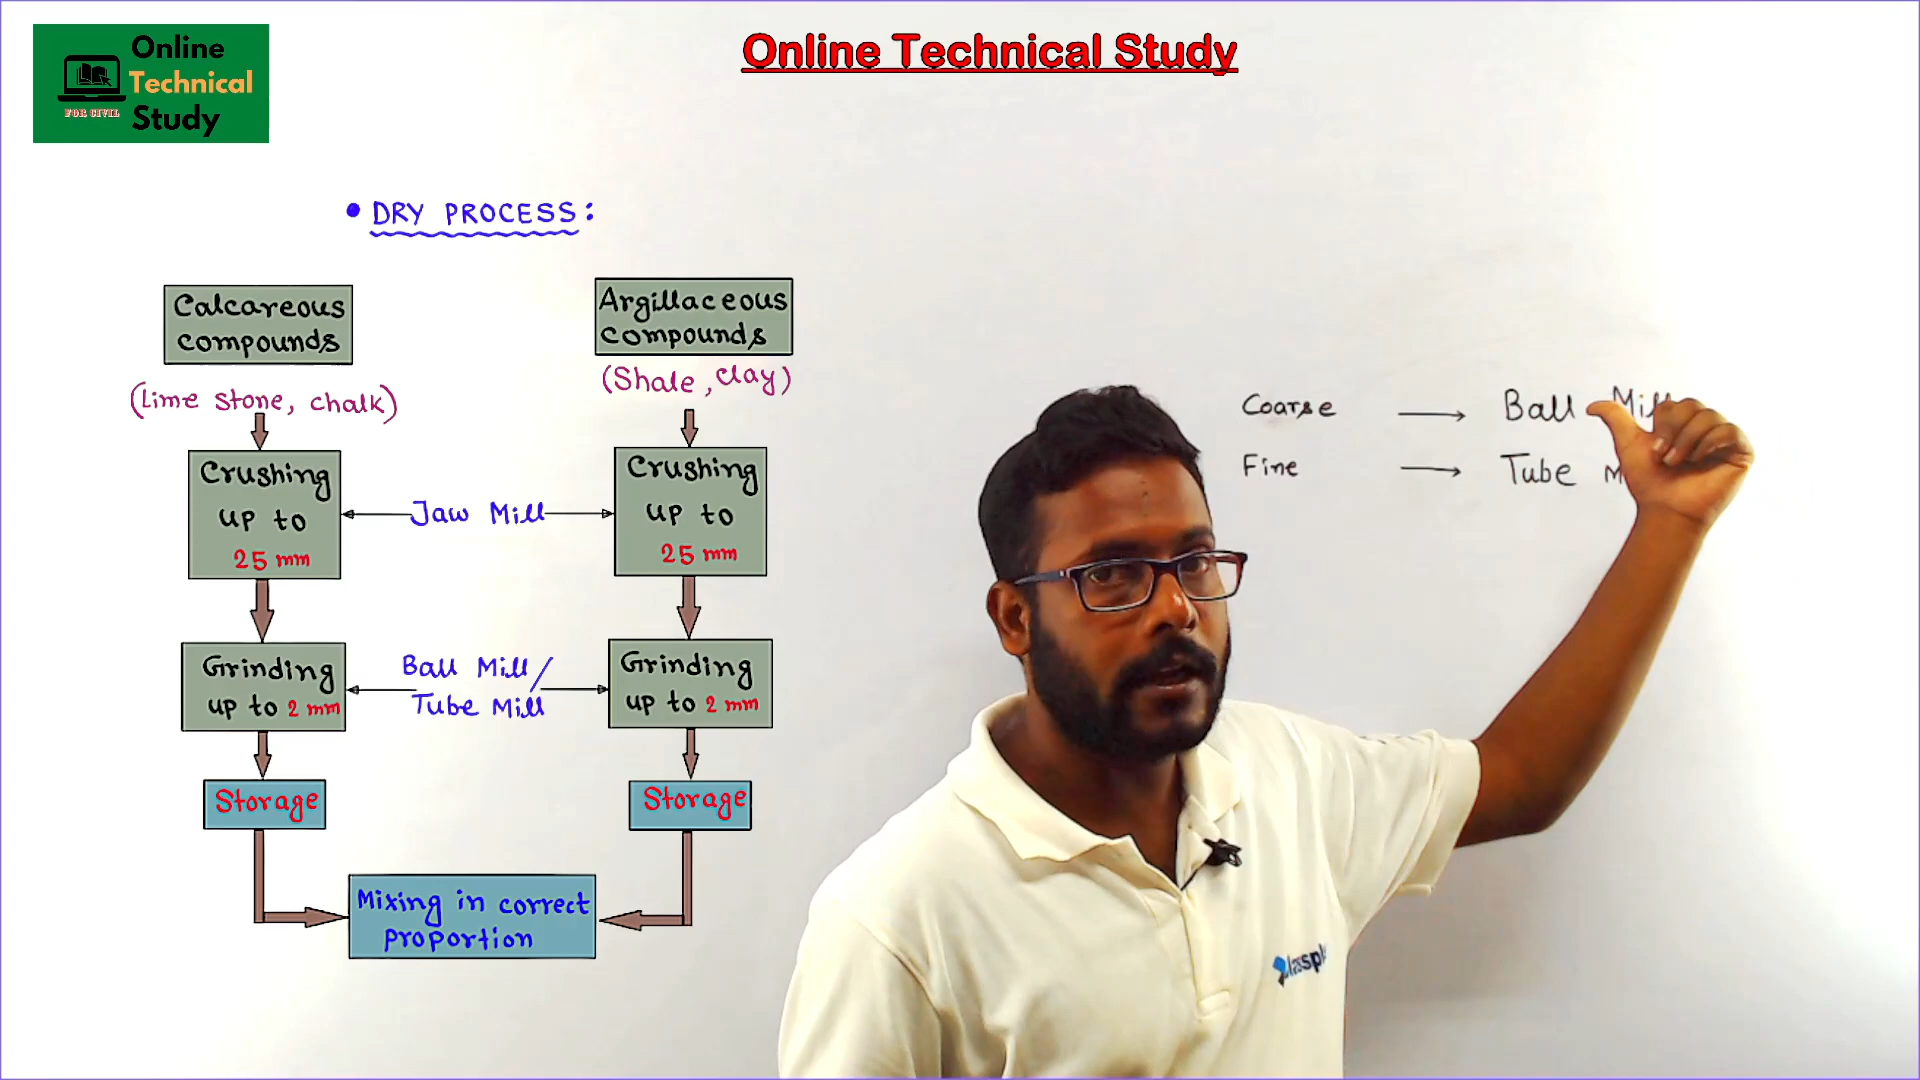 Online
Technical
Study
FOR CIVIL
Online Technical Study
• DRY PROCESS:
Calcareous
compounds
(Lime stone, chalk)
Argillaceous
compounds
(Shale, clay)
Crushing
up to
25 mm
Jaw Mill
Crushing
up to
25 mm
Grinding
up to 2 mm
Ball Mill/
Tube Mill
Grinding
up to 2 mm
Storage
Storage
Mixing in correct
proportion
Coarse → Ball
Fine → Tube